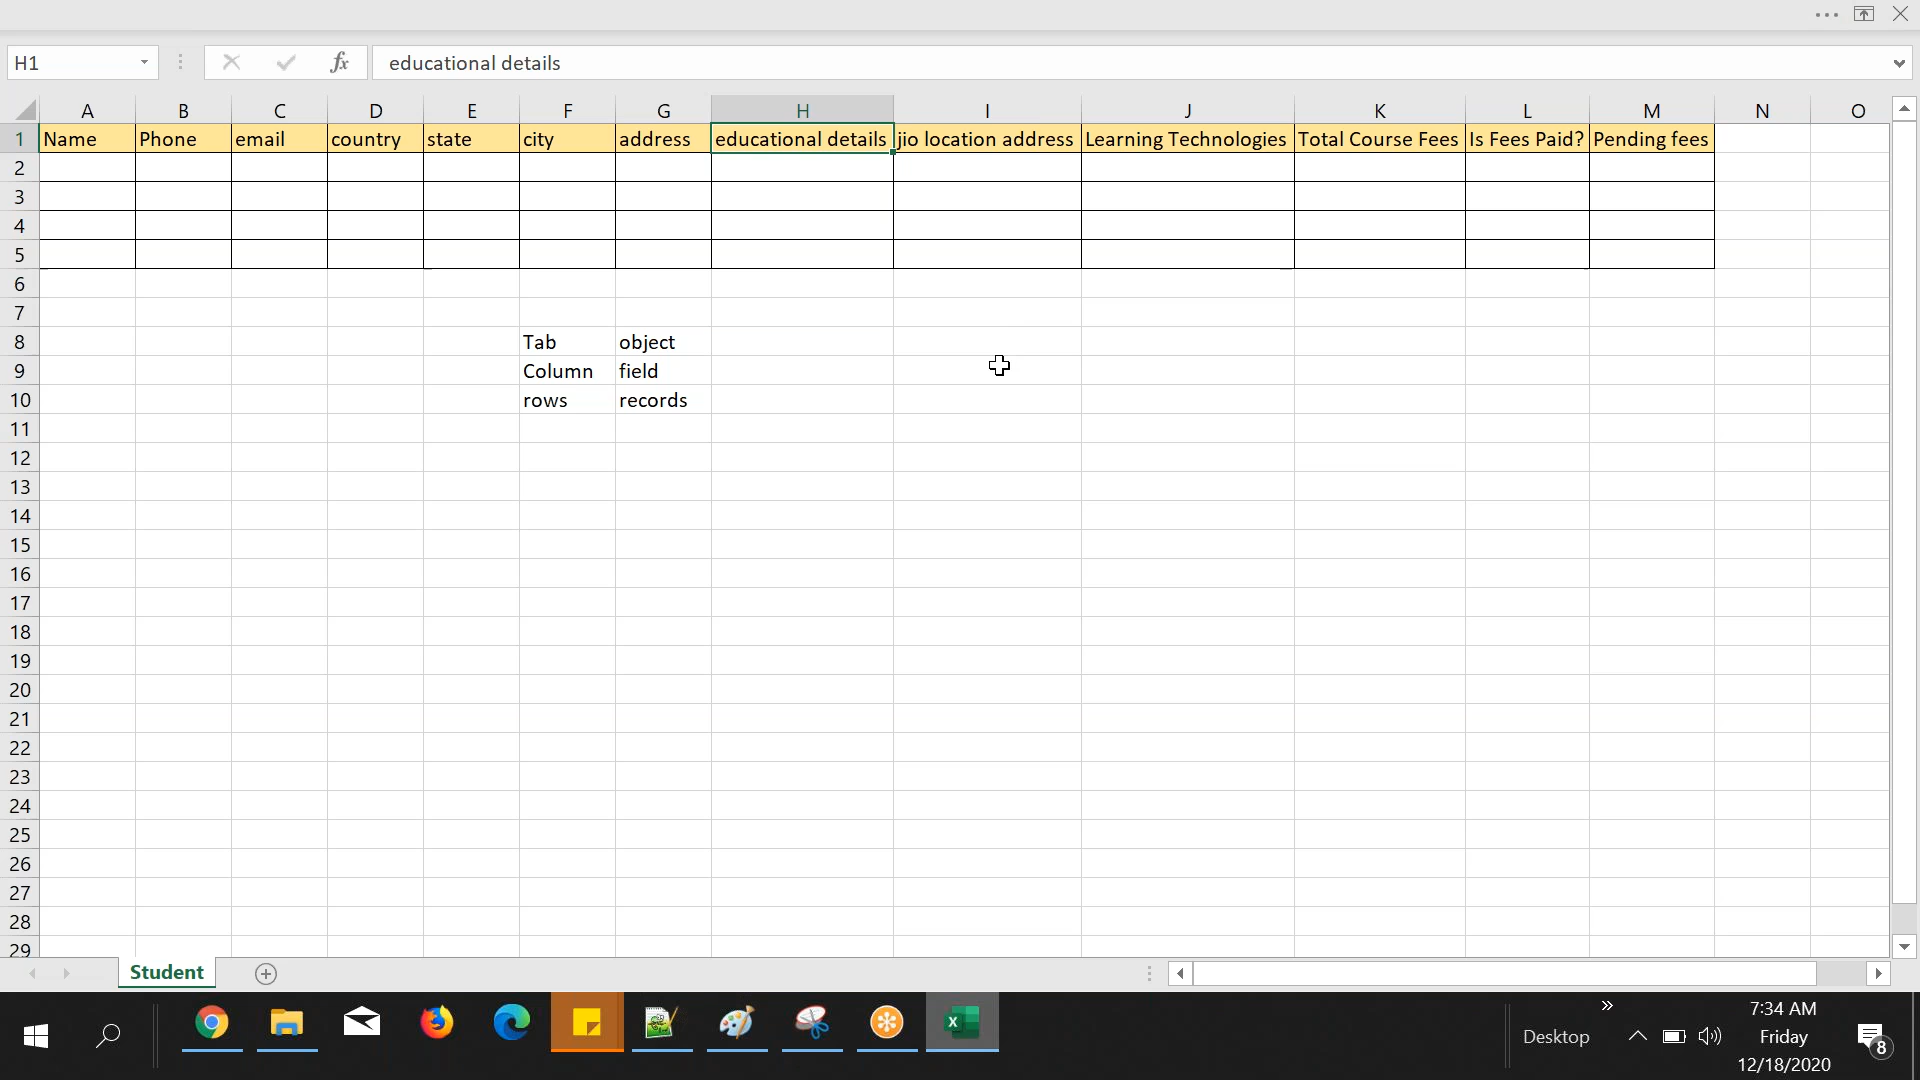 H1
fx
educational details
A B C D E F G H I J K L M N O
1 Name Phone email country state city address educational details jio location address Learning Technologies Total Course Fees Is Fees Paid? Pending fees
2
3
4
5
6
7
8 Tab object
9 Column field
10 rows records
11
12
13
14
15
16
17
18
19
20
21
22
23
24
25
26
27
28
29
Student
7:34 AM
Desktop
Friday
8
12/18/2020